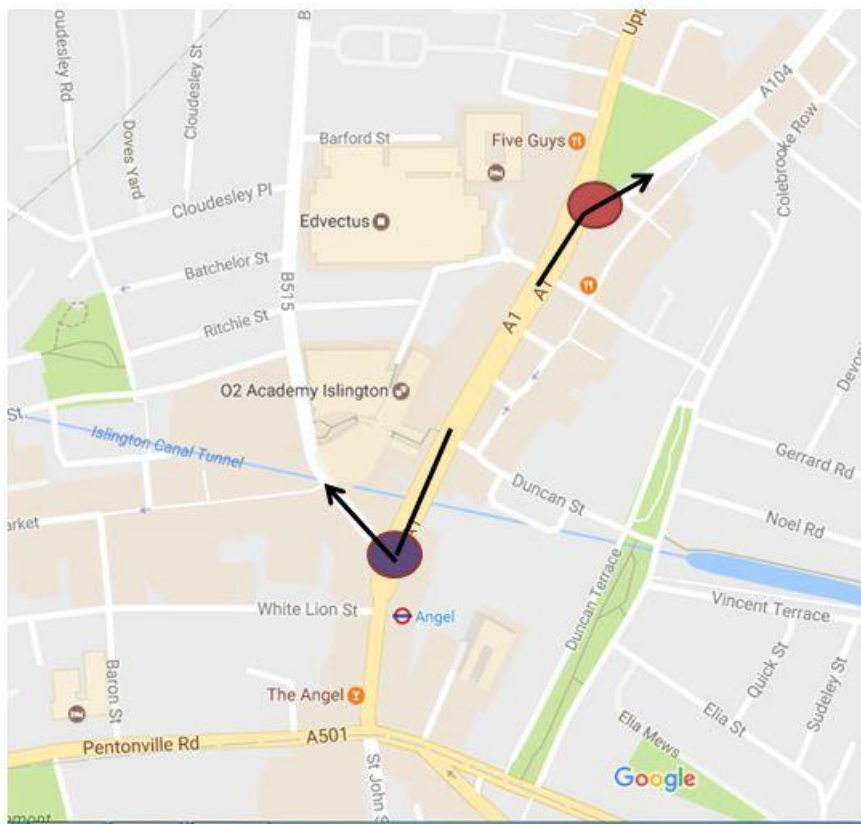 Cloudesley Rd
Cloudesley St
B
Upp
A104
Doves Yard
Barford St
Five Guys
Colebrooke Row
Cloudesley Pl
Edvectus
Batchelor St
B515
A1
A1
Ritchie St
O2 Academy Islington
St
Islington Canal Tunnel
Gerrard Rd
Duncan St
Noel Rd
arket
A1
Duncan Terrace
Vincent Terrace
White Lion St
Angel
Baron St
Quick St
Sudeley St
Elia St
The Angel
A501
Pentonville Rd
Elia Mews
St John S
Google